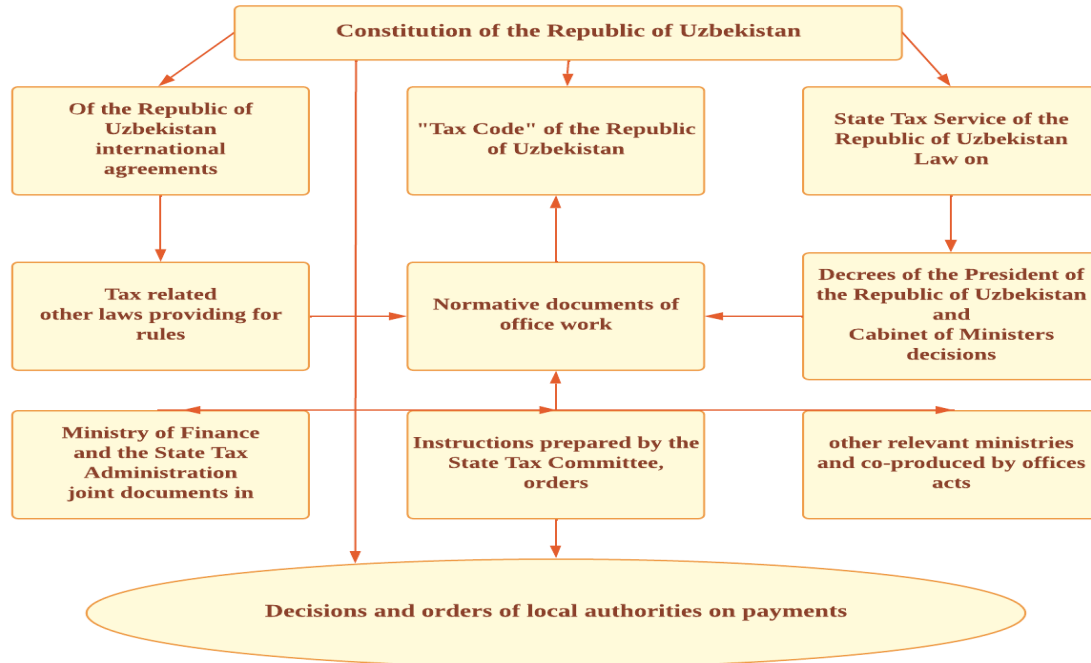 Constitution of the Republic of Uzbekistan
Of the Republic of
Uzbekistan
international
agreements
"Tax Code" of the Republic
of Uzbekistan
State Tax Service of the
Republic of Uzbekistan
Law on
Tax related
other laws providing for
rules
Normative documents of
office work
Decrees of the President of
the Republic of Uzbekistan
and
Cabinet of Ministers
decisions
Ministry of Finance
and the State Tax
Administration
joint documents in
Instructions prepared by the
State Tax Committee,
orders
other relevant ministries
and co-produced by offices
acts
Decisions and orders of local authorities on payments